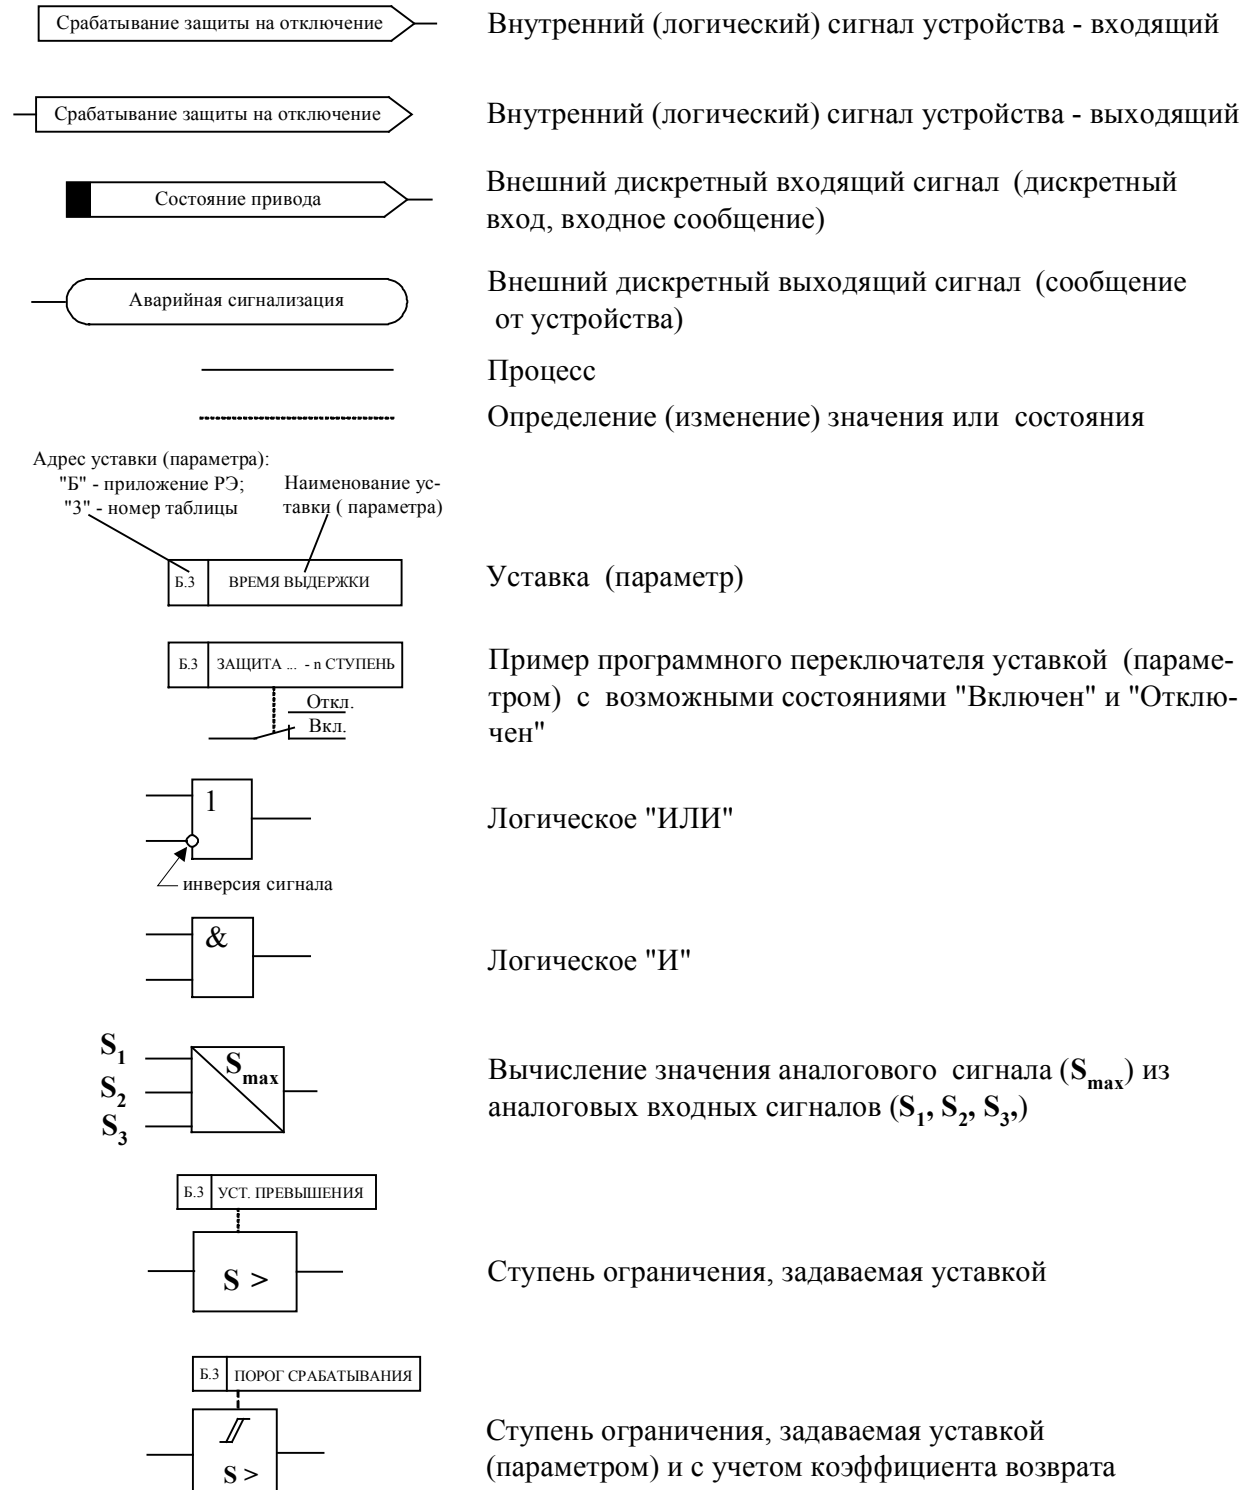 Срабатывание защиты на отключение
Внутренний (логический) сигнал устройства - входящий
Срабатывание защиты на отключение
Внутренний (логический) сигнал устройства - выходящий
Состояние привода
Внешний дискретный входящий сигнал (дискретный
вход, входное сообщение)
Аварийная сигнализация
Внешний дискретный выходящий сигнал (сообщение
от устройства)
Процесс
Определение (изменение) значения или состояния
Адрес уставки (параметра):
"Б" - приложение РЭ;
"3" - номер таблицы
Наименование ус-
тавки ( параметра)
Б.3 ВРЕМЯ ВЫДЕРЖКИ
Уставка (параметр)
Б.3 ЗАЩИТА ... - n СТУПЕНЬ
Откл.
Вкл.
Пример программного переключателя уставкой (параме-
тром) с возможными состояниями "Включен" и "Отклю-
чен"
1
инверсия сигнала
Логическое "ИЛИ"
&
Логическое "И"
S1
S2
S3
Smax
Вычисление значения аналогового сигнала (Smax) из
аналоговых входных сигналов (S1, S2, S3,)
Б.3 УСТ. ПРЕВЫШЕНИЯ
S >
Ступень ограничения, задаваемая уставкой
Б.3 ПОРОГ СРАБАТЫВАНИЯ
S >
Ступень ограничения, задаваемая уставкой
(параметром) и с учетом коэффициента возврата